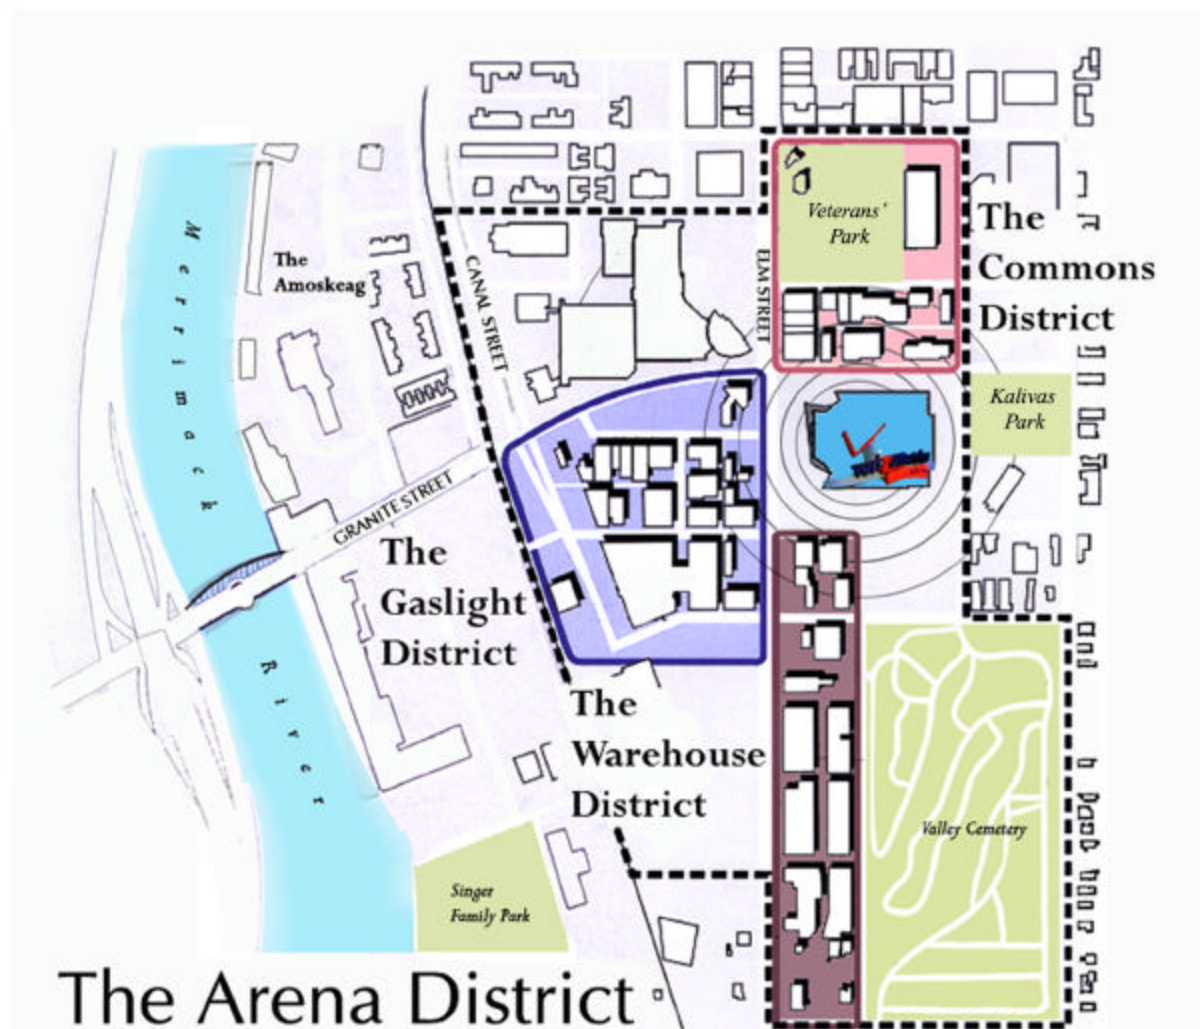 Veterans'
Park
The
Commons
District
ELM STREET
The
Amoskeag
CANAL STREET
Merrimack
Kalivas
Park
GRANITE STREET
The
Gaslight
District
River
The
Warehouse
District
Valley Cemetery
Singer
Family Park
The Arena District